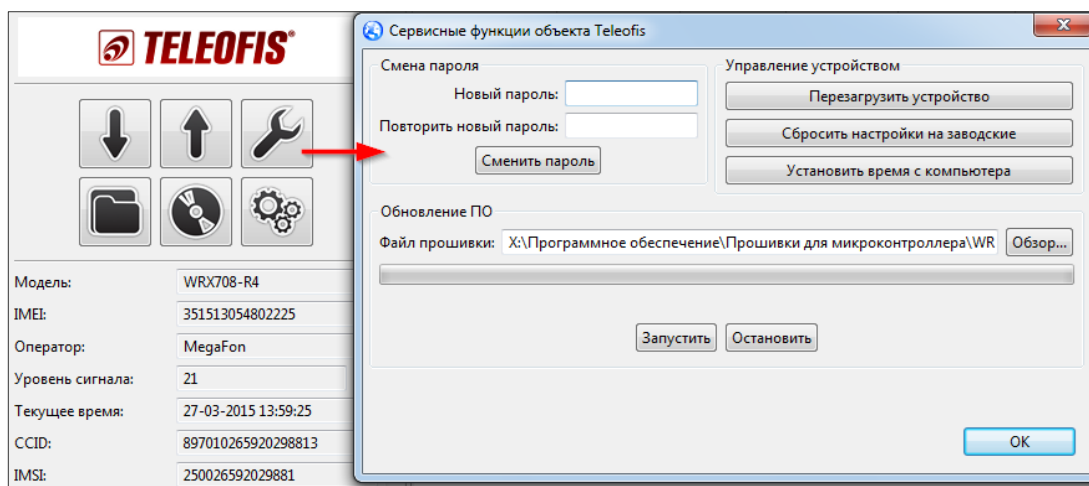 TELEOFIS®
Модель: WRX708-R4
IMEI: 351513054802225
Оператор: MegaFon
Уровень сигнала: 21
Текущее время: 27-03-2015 13:59:25
CCID: 897010265920298813
IMSI: 250026592029881
Сервисные функции объекта Teleofis
Смена пароля
Новый пароль:
Повторить новый пароль:
Сменить пароль
Управление устройством
Перезагрузить устройство
Сбросить настройки на заводские
Установить время с компьютера
Обновление ПО
Файл прошивки: X:\Программное обеспечение\Прошивки для микроконтроллера\WR Обзор...
Запустить Остановить
OK